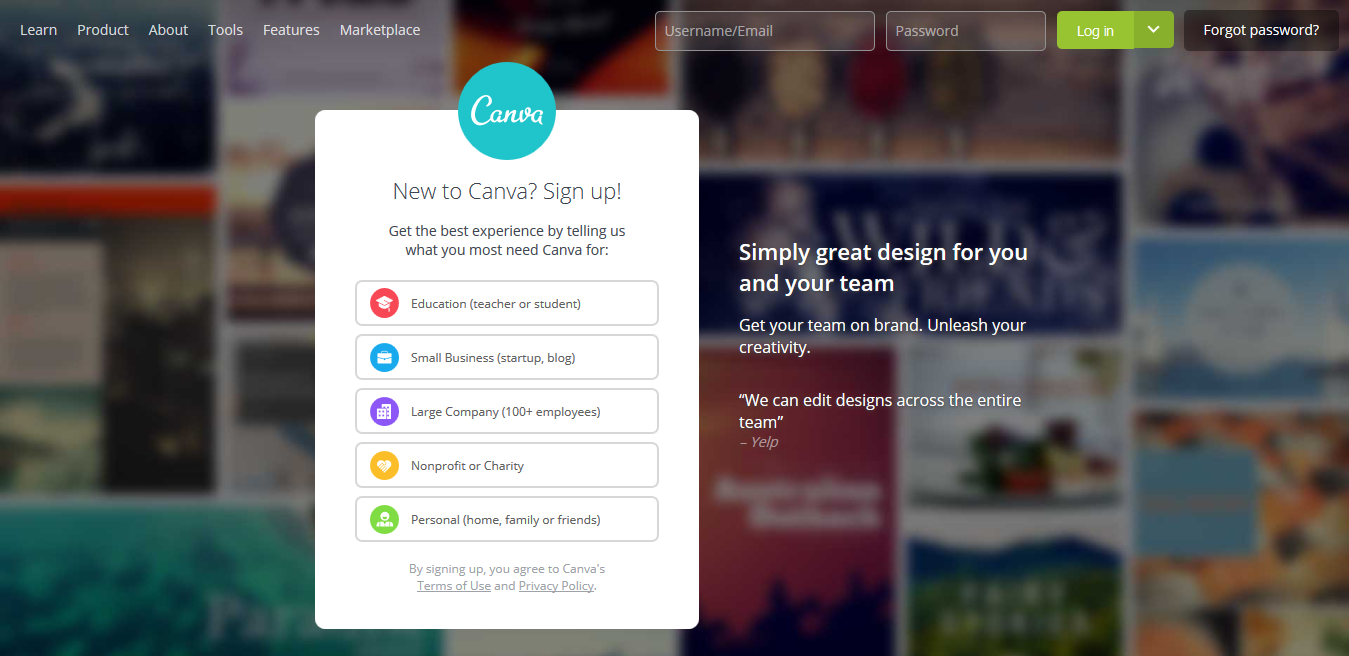 Learn Product About Tools Features Marketplace
Username/Email Password Log in Forgot password?
Canva
New to Canva? Sign up!
Get the best experience by telling us
what you most need Canva for:
Education (teacher or student)
Small Business (startup, blog)
Large Company (100+ employees)
Nonprofit or Charity
Personal (home, family or friends)
By signing up, you agree to Canva's
Terms of Use and Privacy Policy.
Simply great design for you
and your team
Get your team on brand. Unleash your
creativity.
“We can edit designs across the entire
team”
– Yelp
Australian
Outback
FAIRY
STORIES